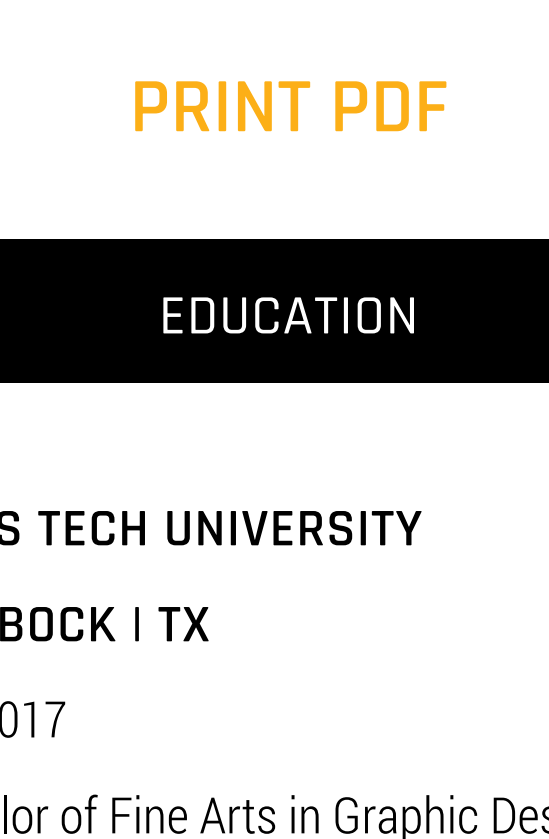 PRINT PDF
EDUCATION
S TECH UNIVERSITY
BOCK | TX
017
lor of Fine Arts in Graphic Des